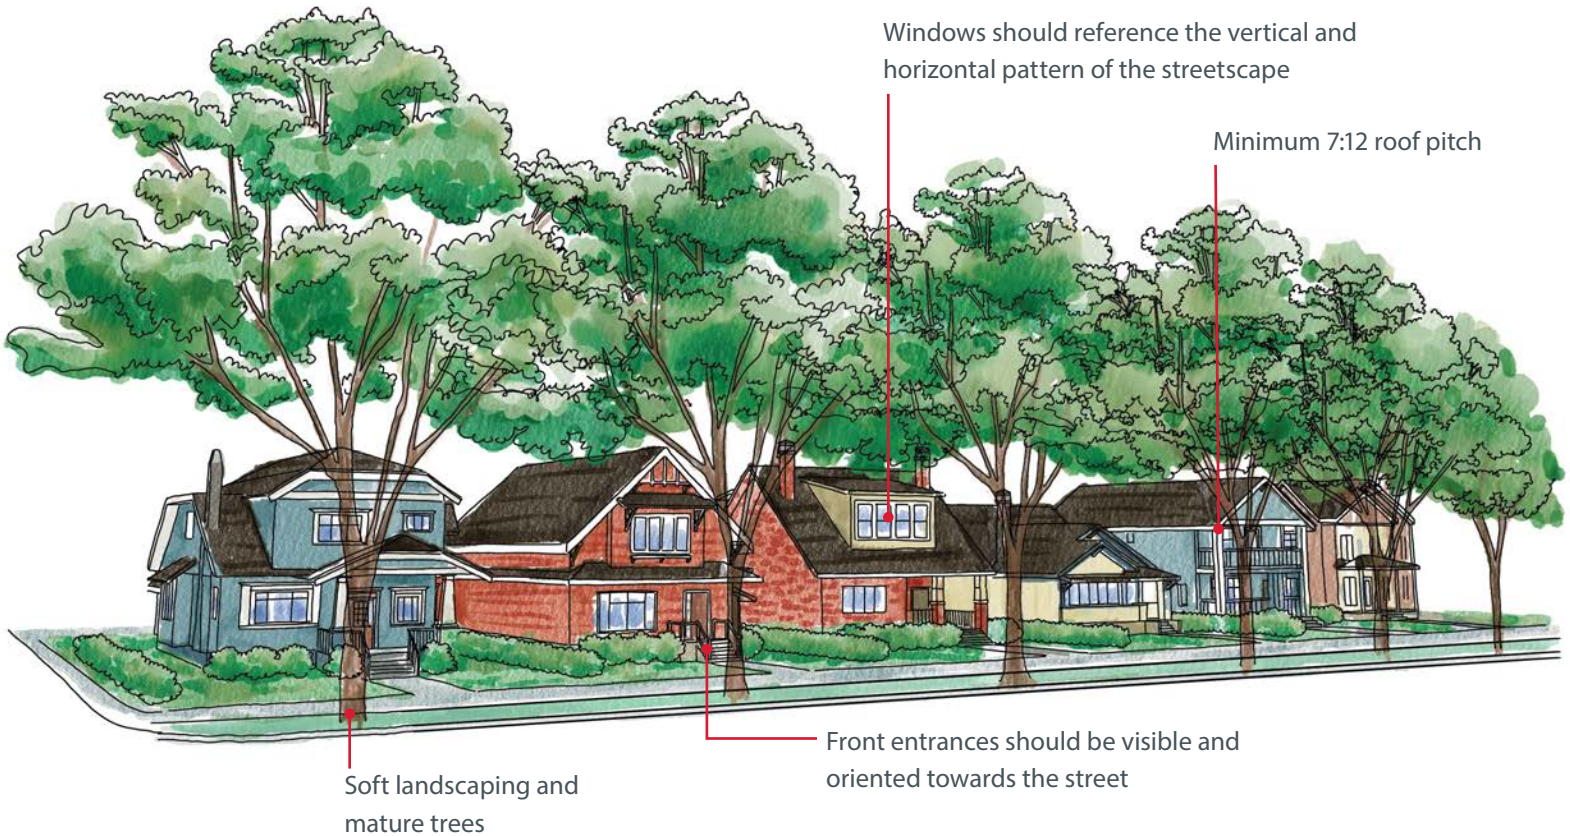 Windows should reference the vertical and
horizontal pattern of the streetscape
Minimum 7:12 roof pitch
Front entrances should be visible and
oriented towards the street
Soft landscaping and
mature trees